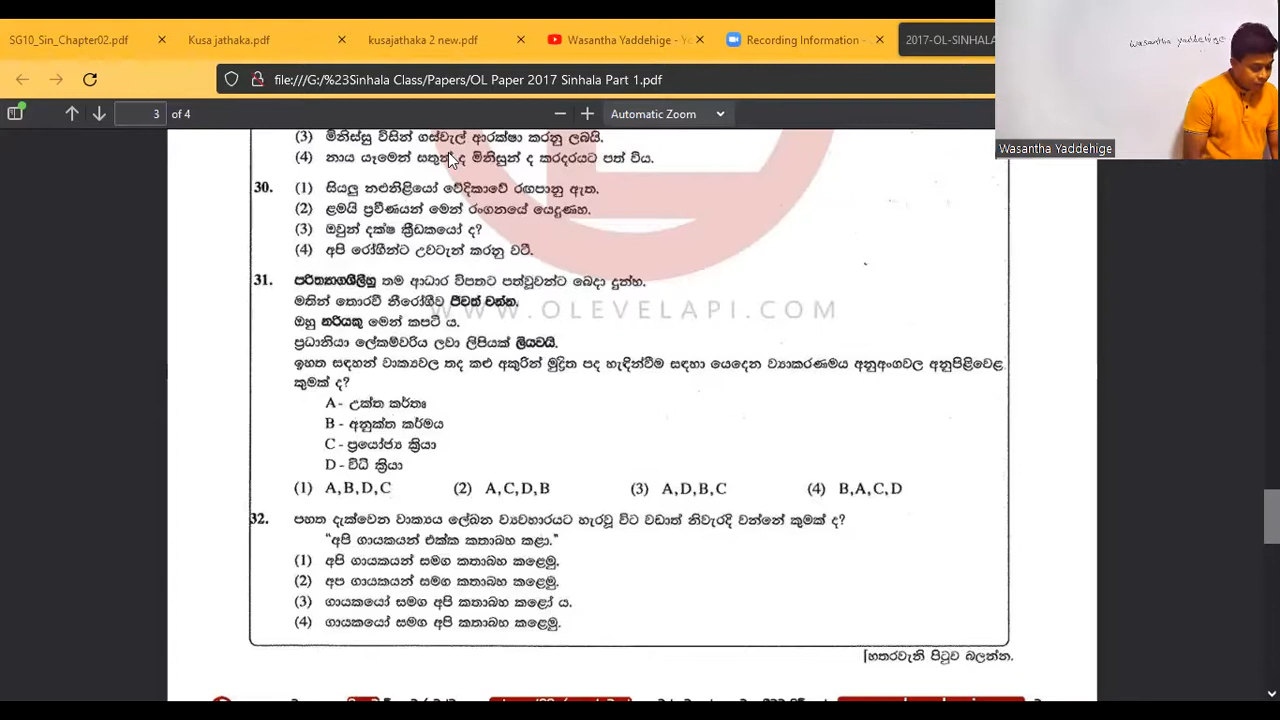 SG10_Sin_Chapter02.pdf
Kusa jathaka.pdf
kusajathaka 2 new.pdf
Wasantha Yaddehige - Yo
Recording Information -
2017-OL-SINHALA
wasantha yaddehige
file:///G:/%23Sinhala Class/Papers/OL Paper 2017 Sinhala Part 1.pdf
3 of 4
Automatic Zoom
Wasantha Yaddehige
(3) මිනිස්සු විසින් ගස්වැල් ආරක්ෂා කරනු ලබයි.
(4) නාය යෑමෙන් සතුන් ද මිනිසුන් ද කරදරයට පත් විය.
30. (1) සියලු නළුනිළියෝ වේදිකාවේ රඟපානු ඇත.
(2) ළමයි ප්‍රවීණයන් මෙන් රංගනයේ යෙදුණහ.
(3) ඔවුන් දක්ෂ ක්‍රීඩකයෝ ද?
(4) අපි රෝගීන්ට උවටැන් කරනු වටී.
31. පරිත්‍යාගශීලීහු තම ආධාර විපතට පත්වූවන්ට බෙදා දුන්හ.
මතින් තොරවී නීරෝගීව ජීවත් වන්න.
ඔහු නරියකු මෙන් කපටි ය.
ප්‍රධානියා ලේකම්වරිය ලවා ලිපියක් ලියවයි.
ඉහත සඳහන් වාක්‍යවල තද කළු අකුරින් මුද්‍රිත පද හැඳින්වීම සඳහා යෙදෙන ව්‍යාකරණමය අනුඅංගවල අනුපිළිවෙළ
කුමක් ද?
A - උක්ත කර්තෘ
B - අනුක්ත කර්මය
C - ප්‍රයෝජ්‍ය ක්‍රියා
D - විධි ක්‍රියා
(1) A,B,D,C (2) A,C,D,B (3) A,D,B,C (4) B,A,C,D
32. පහත දැක්වෙන වාක්‍යය ලේඛන ව්‍යවහාරයට හැරවූ විට වඩාත් නිවැරදි වන්නේ කුමක් ද?
"අපි ගායකයන් එක්ක කතාබහ කළා."
(1) අපි ගායකයන් සමග කතාබහ කළෙමු.
(2) අප ගායකයන් සමග කතාබහ කළෙමු.
(3) ගායකයෝ සමග අපි කතාබහ කළෝ ය.
(4) ගායකයෝ සමග අපි කතාබහ කළෙමු.
[හතරවැනි පිටුව බලන්න.
WWW.OLEVELAPI.COM